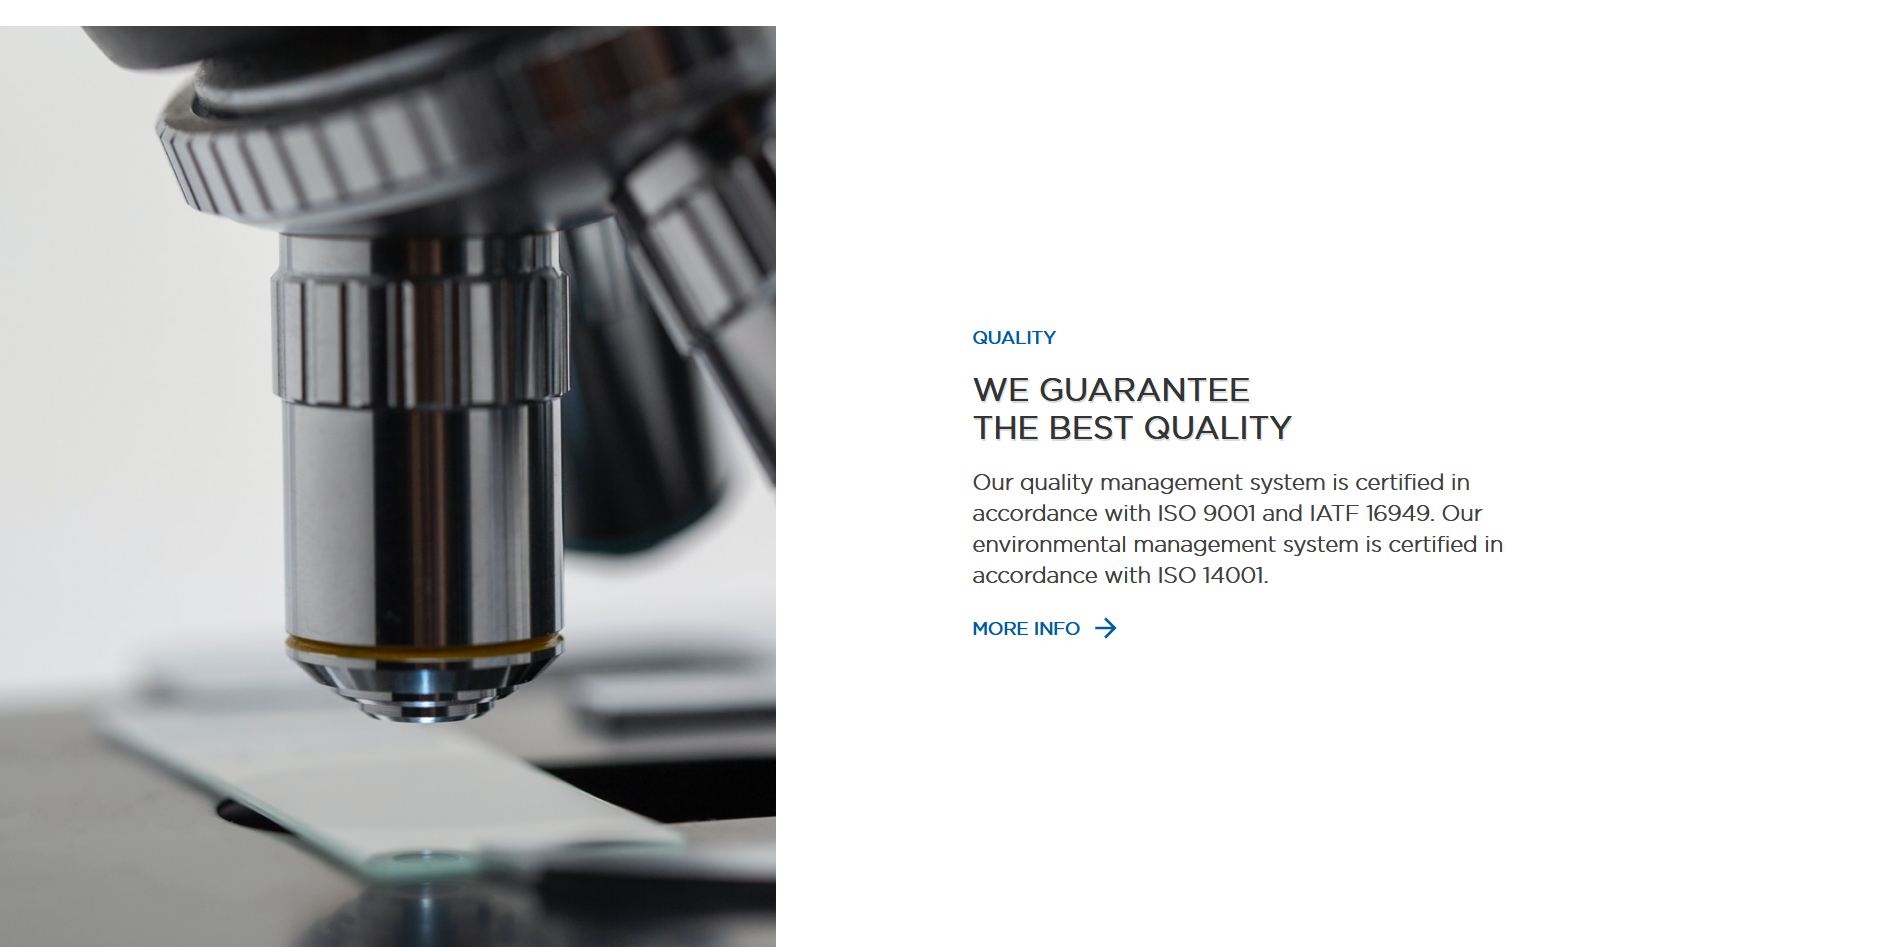 QUALITY
WE GUARANTEE
THE BEST QUALITY
Our quality management system is certified in
accordance with ISO 9001 and IATF 16949. Our
environmental management system is certified in
accordance with ISO 14001.
MORE INFO